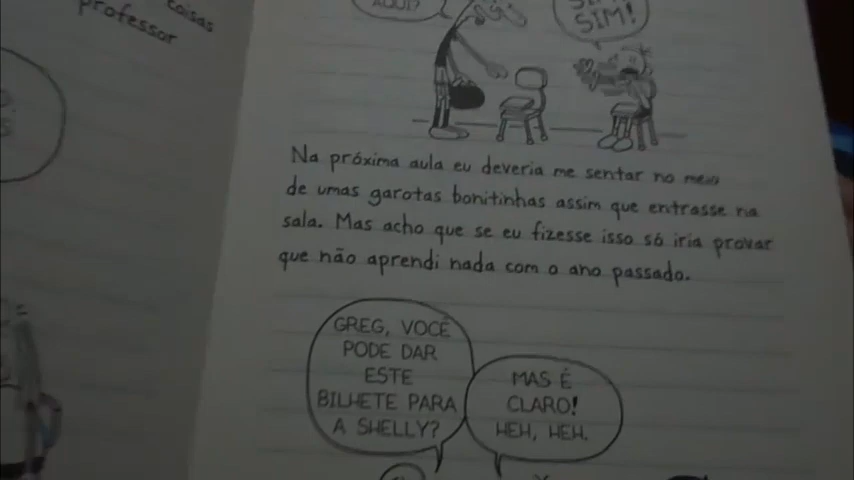 coisas
professor
AQUI?
SIM!
Na próxima aula eu deveria me sentar no meio
de umas garotas bonitinhas assim que entrasse na
sala. Mas acho que se eu fizesse isso só iria provar
que não aprendi nada com o ano passado.
GREG, VOCÊ
PODE DAR
ESTE
BILHETE PARA
A SHELLY?
MAS É
CLARO!
HEH, HEH.